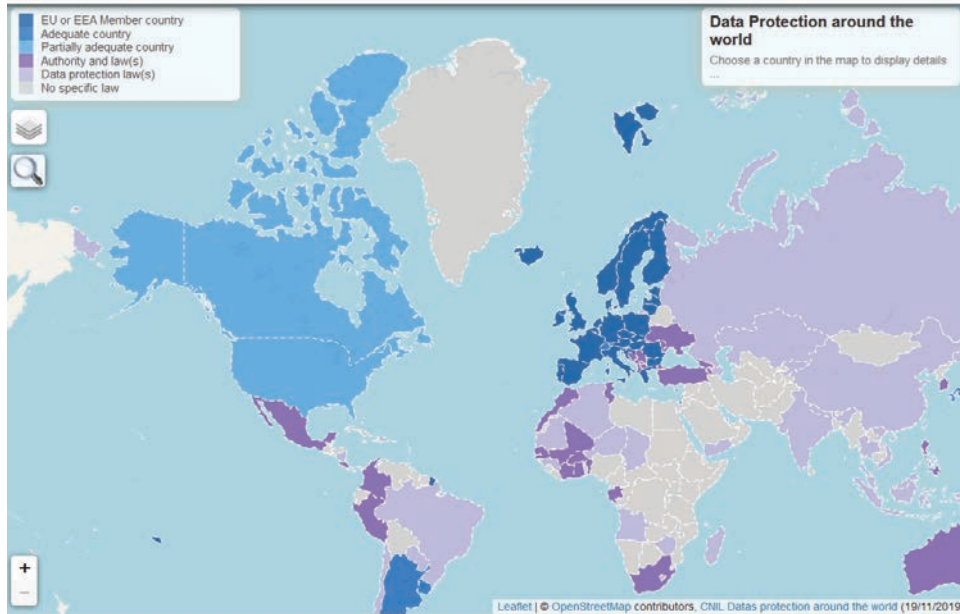 EU or EEA Member country
Adequate country
Partially adequate country
Authority and law(s)
Data protection law(s)
No specific law
Data Protection around the
world
Choose a country in the map to display details
...
+
−
Leaflet | © OpenStreetMap contributors, CNIL Datas protection around the world (19/11/2019